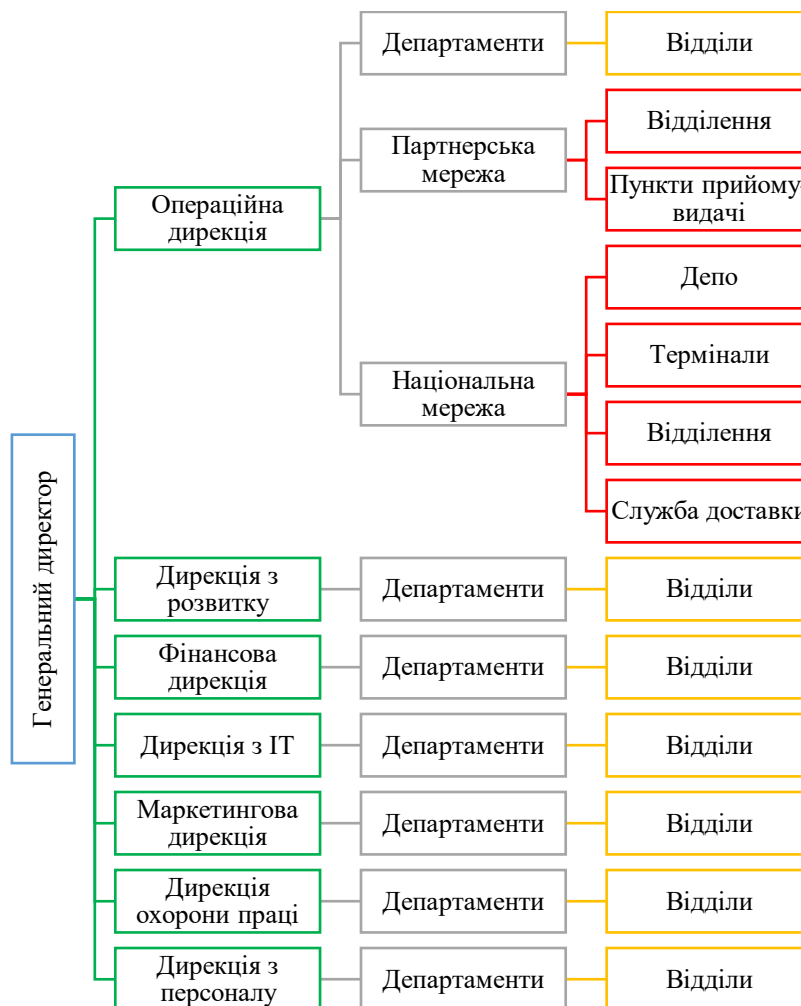 Департаменти
Відділи
Партнерська
мережа
Відділення
Пункти прийому-
видачі
Операційна
дирекція
Депо
Термінали
Національна
мережа
Відділення
Служба доставки
Генеральний директор
Дирекція з
розвитку
Департаменти
Відділи
Фінансова
дирекція
Департаменти
Відділи
Дирекція з ІТ
Департаменти
Відділи
Маркетингова
дирекція
Департаменти
Відділи
Дирекція
охорони праці
Департаменти
Відділи
Дирекція з
персоналу
Департаменти
Відділи